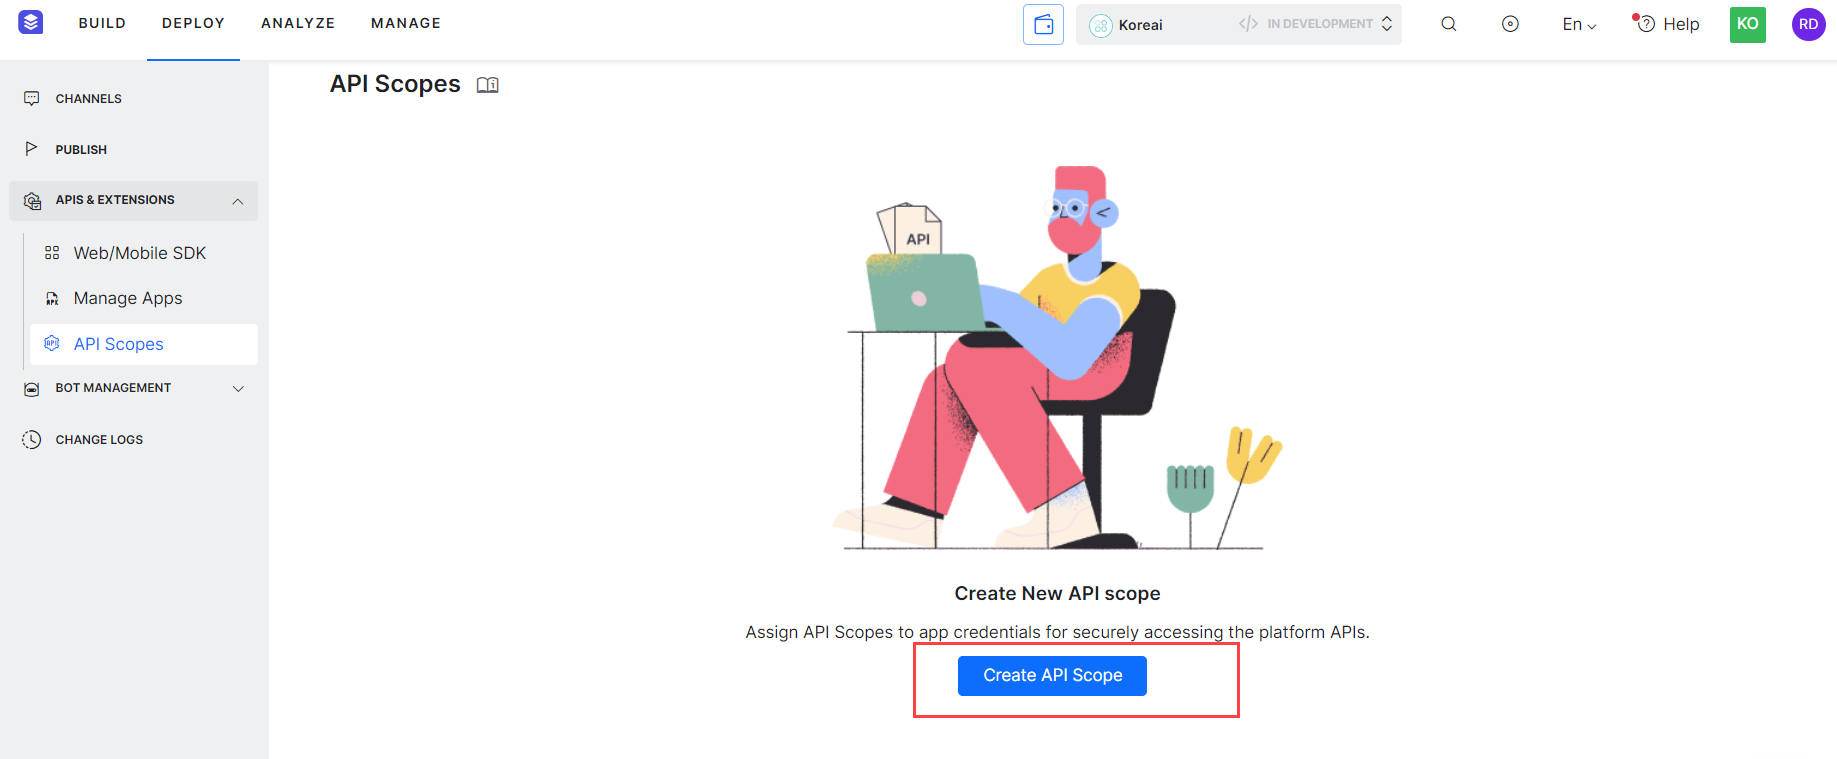 BUILD DEPLOY ANALYZE MANAGE Koreai </> IN DEVELOPMENT En Help KO RD
CHANNELS
PUBLISH
APIS & EXTENSIONS
Web/Mobile SDK
APK Manage Apps
API API Scopes
BOT MANAGEMENT
CHANGE LOGS
API Scopes
API
Create New API scope
Assign API Scopes to app credentials for securely accessing the platform APIs.
Create API Scope